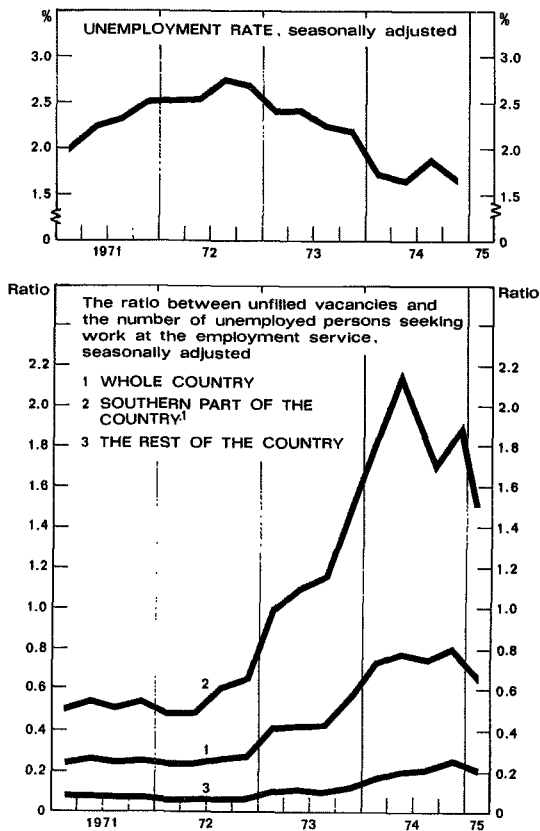 % %
UNEMPLOYMENT RATE, seasonally adjusted
3.0 3.0
2.5 2.5
2.0 2.0
1.5 1.5
0 0
1971 72 73 74 75
Ratio Ratio
The ratio between unfilled vacancies and
the number of unemployed persons seeking
work at the employment service,
seasonally adjusted
1 WHOLE COUNTRY
2 SOUTHERN PART OF THE
COUNTRY¹
3 THE REST OF THE COUNTRY
2.2 2.2
2.0 2.0
1.8 1.8
1.6 1.6
1.4 1.4
1.2 1.2
1.0 1.0
0.8 0.8
2
0.6 0.6
0.4 0.4
1
0.2 0.2
3
0 0
1971 72 73 74 75